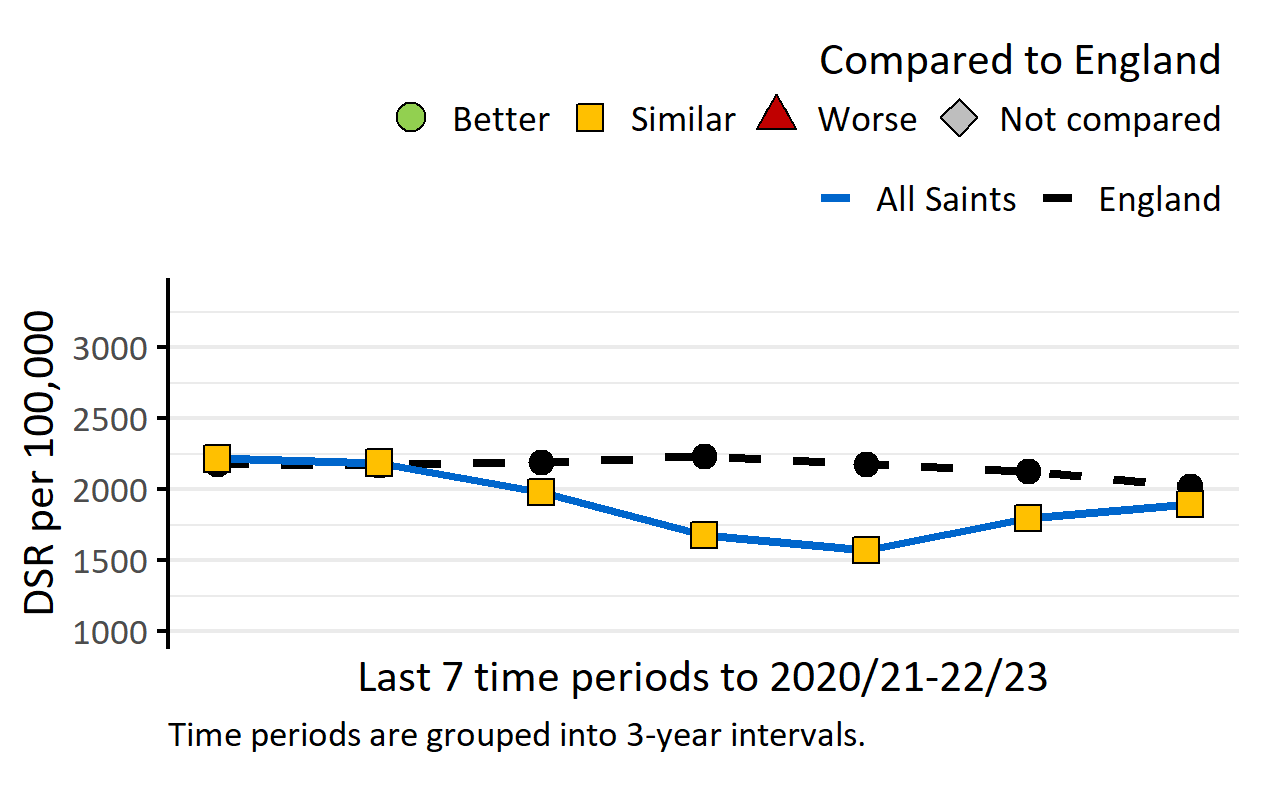 Compared to England
Better Similar Worse Not compared
All Saints England
DSR per 100,000
3000
2500
2000
1500
1000
Last 7 time periods to 2020/21-22/23
Time periods are grouped into 3-year intervals.